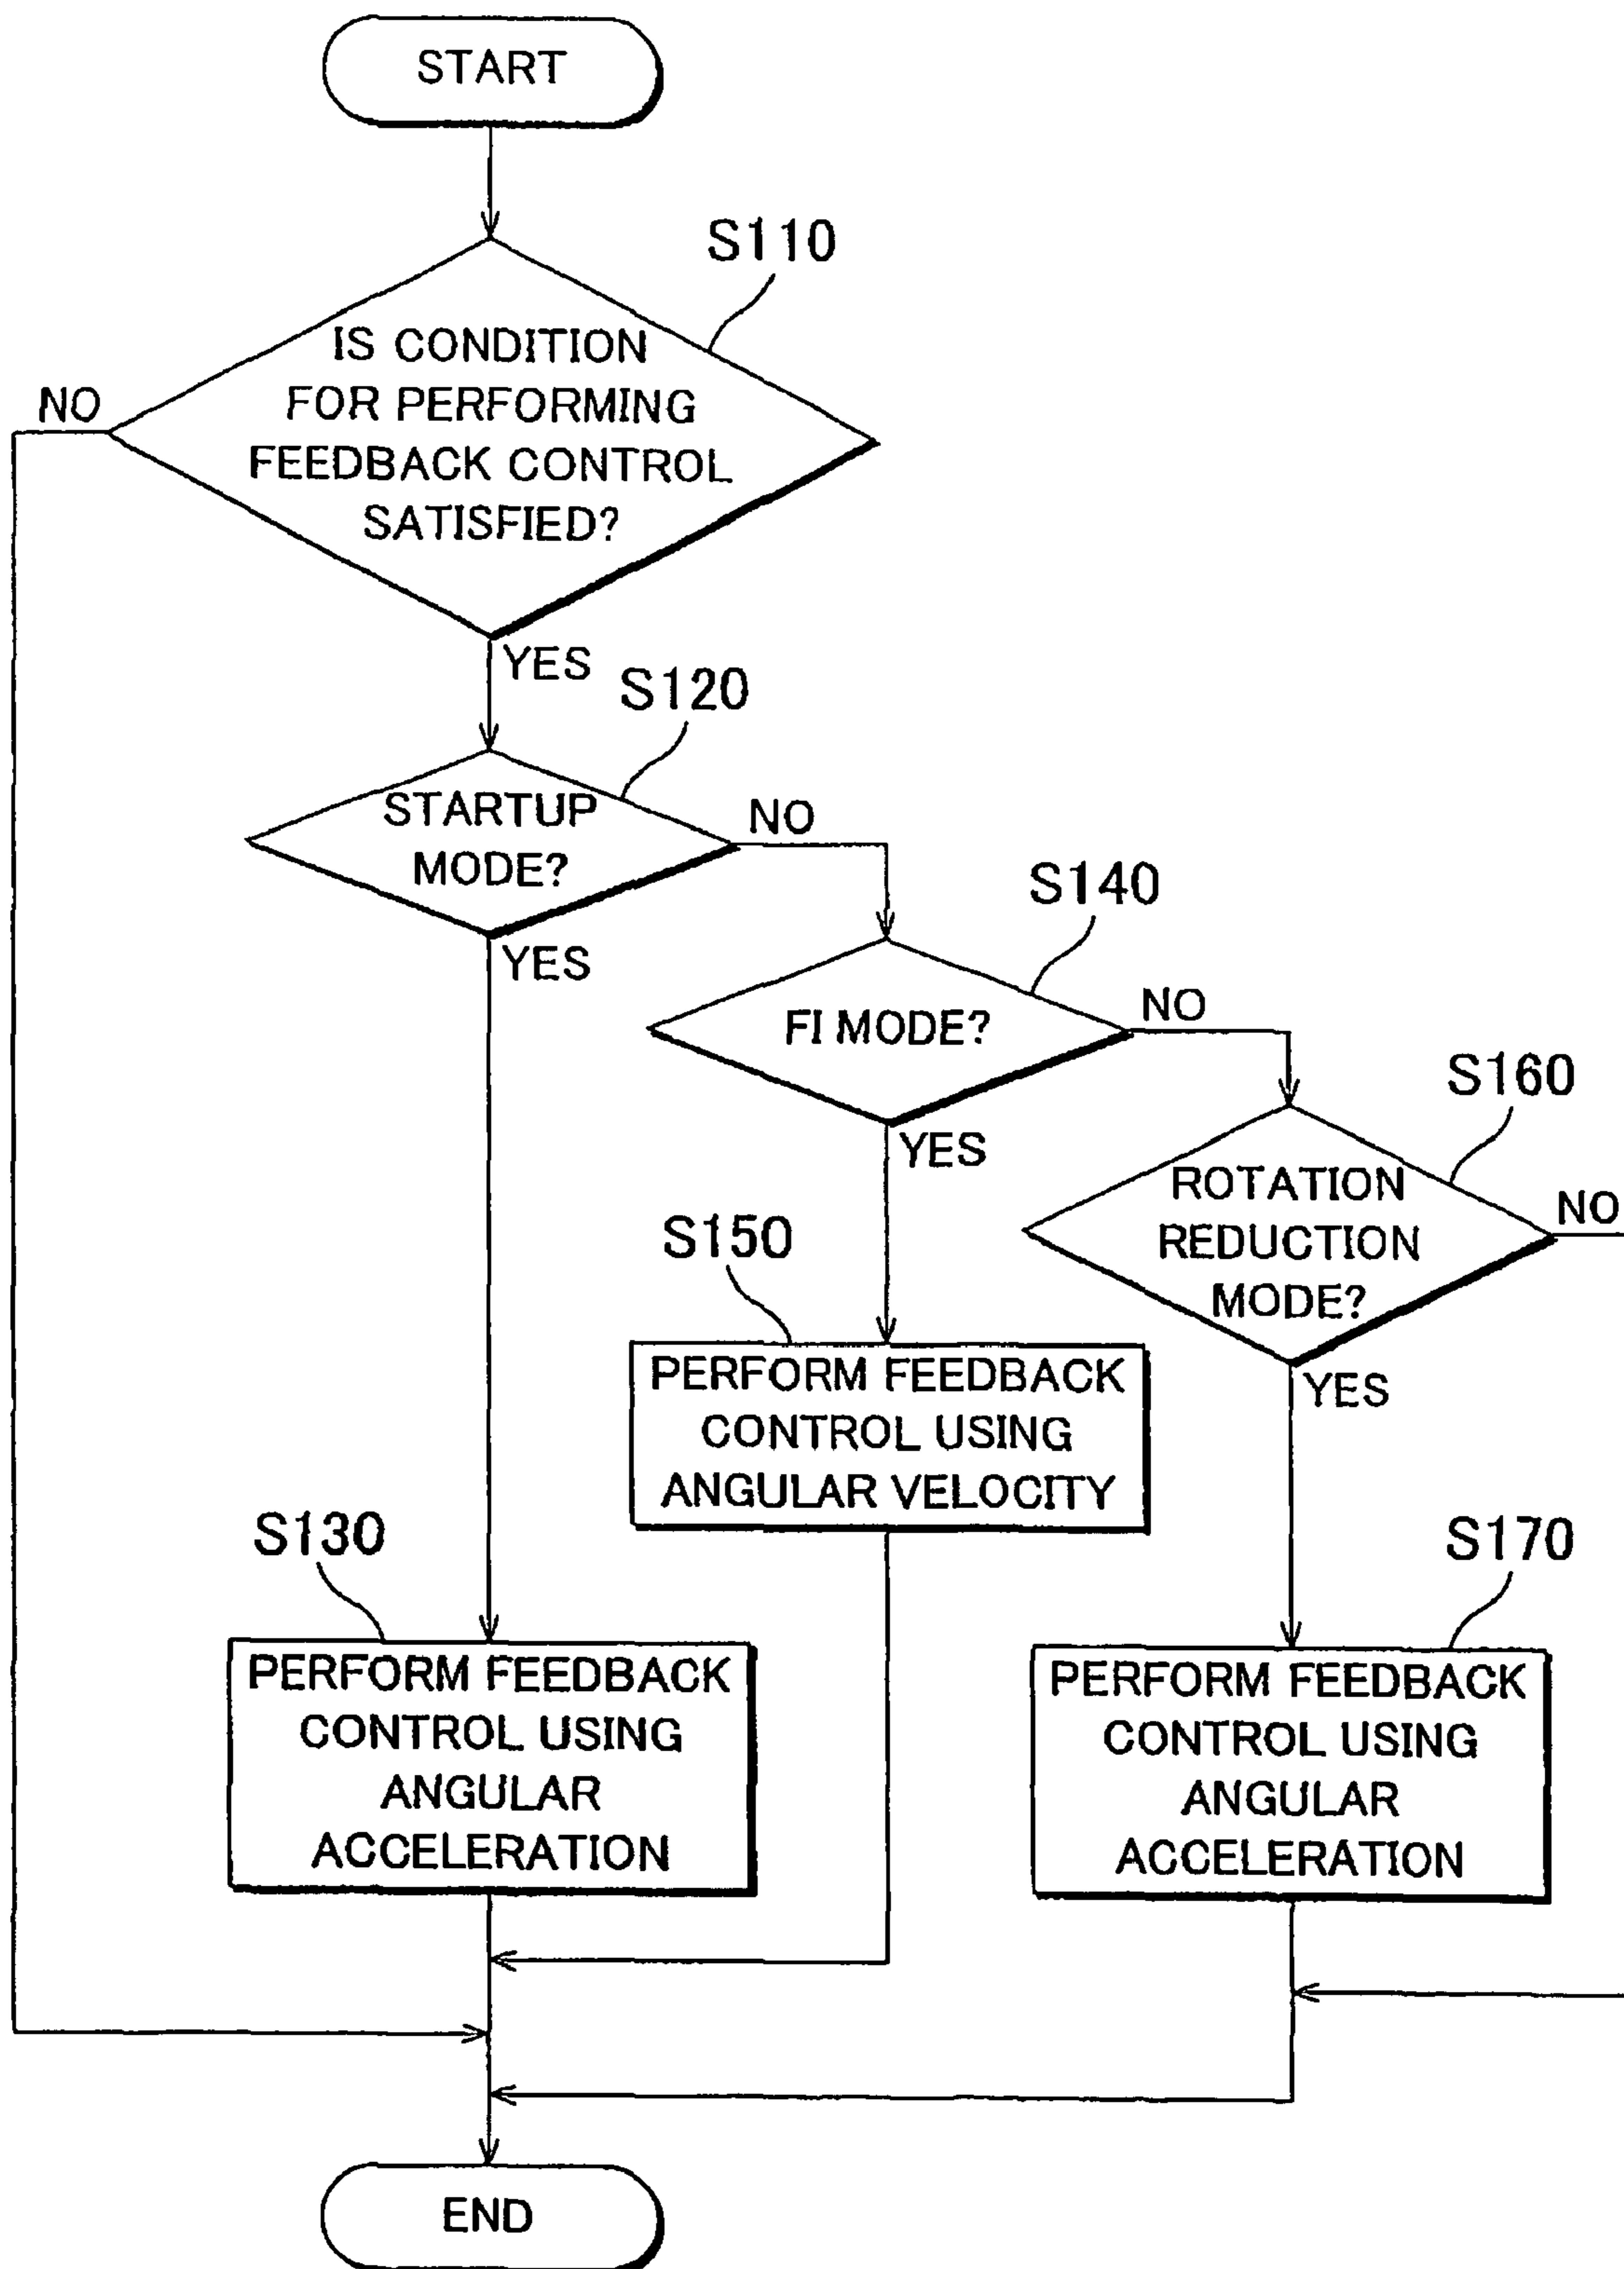 START
S110
IS CONDITION
FOR PERFORMING
FEEDBACK CONTROL
SATISFIED?
NO
YES
S120
STARTUP
MODE?
NO
YES
S140
FI MODE?
NO
YES
S160
ROTATION
REDUCTION
MODE?
NO
YES
S150
PERFORM FEEDBACK
CONTROL USING
ANGULAR VELOCITY
S130
PERFORM FEEDBACK
CONTROL USING
ANGULAR
ACCELERATION
S170
PERFORM FEEDBACK
CONTROL USING
ANGULAR
ACCELERATION
END